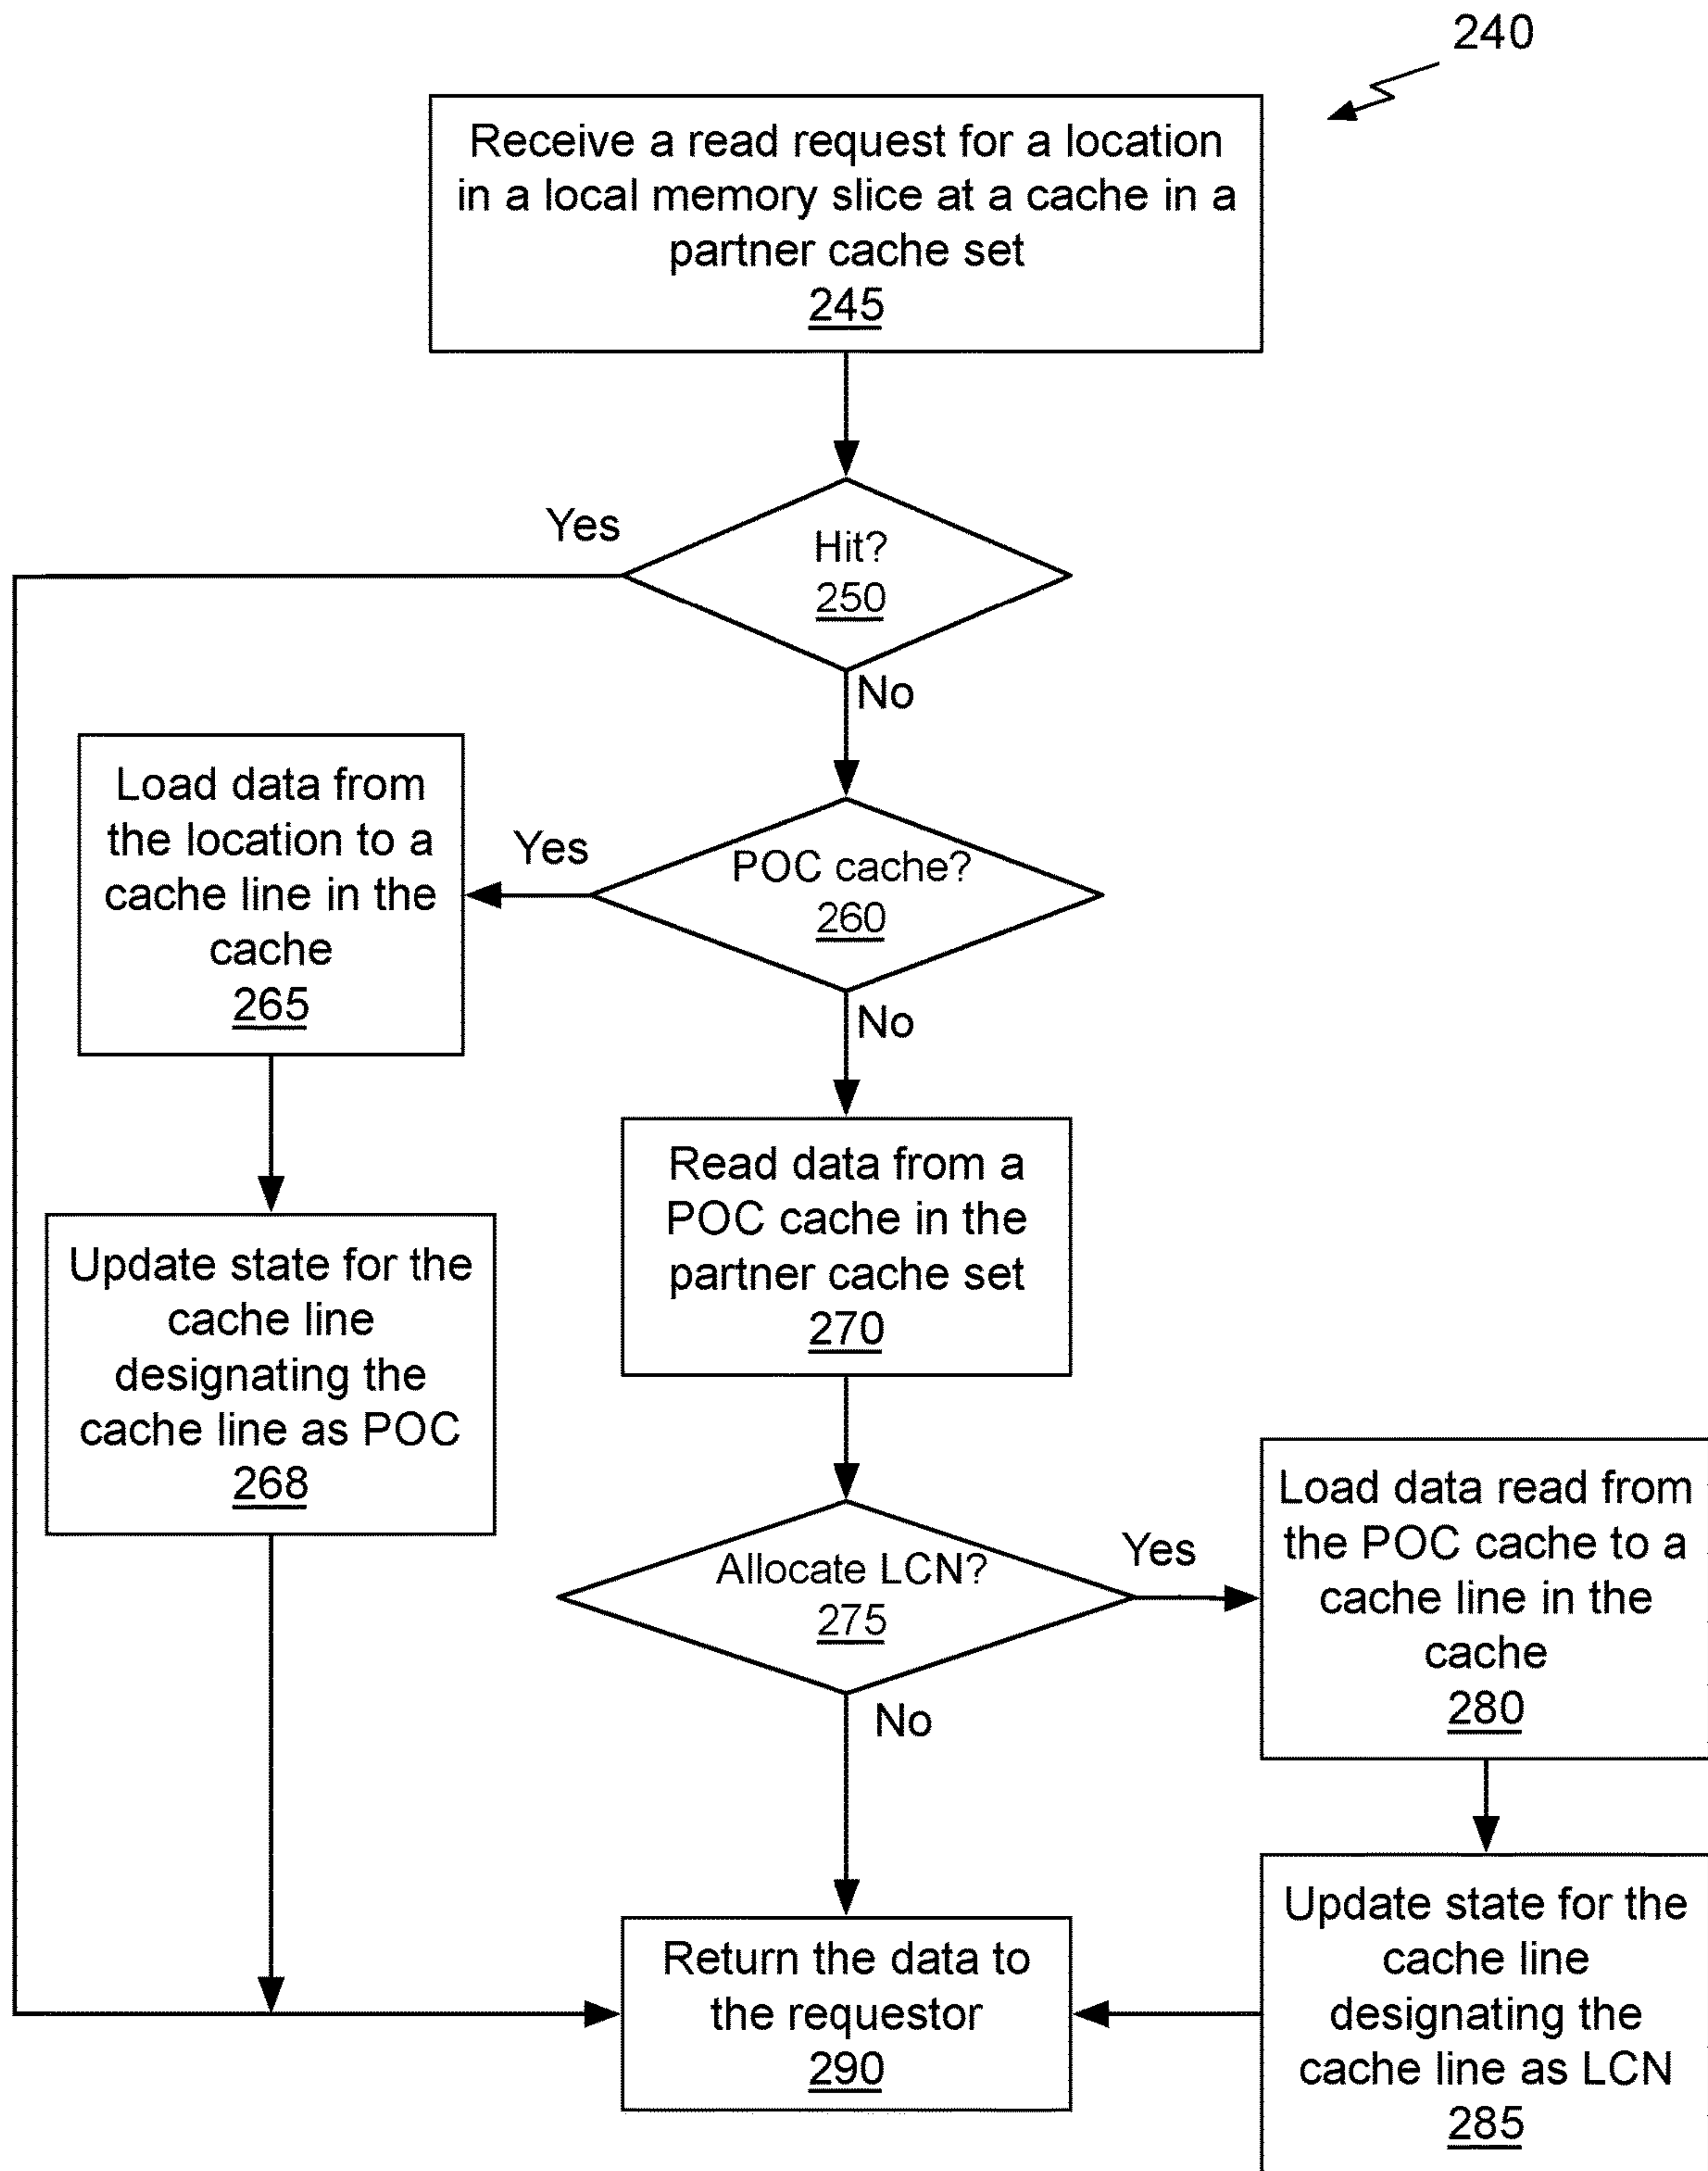 240
Receive a read request for a location
in a local memory slice at a cache in a
partner cache set
245
Hit?
250
Yes
No
POC cache?
260
Yes
No
Load data from
the location to a
cache line in the
cache
265
Update state for the
cache line
designating the
cache line as POC
268
Read data from a
POC cache in the
partner cache set
270
Allocate LCN?
275
Yes
No
Load data read from
the POC cache to a
cache line in the
cache
280
Update state for the
cache line
designating the
cache line as LCN
285
Return the data to
the requestor
290